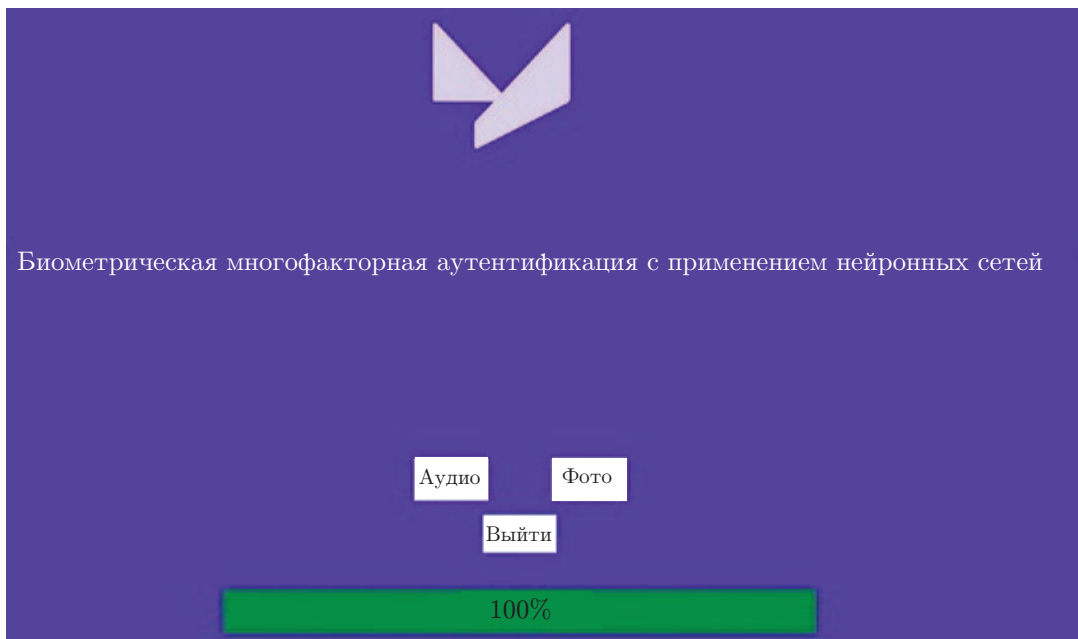 Биометрическая многофакторная аутентификация с применением нейронных сетей
Аудио
Фото
Выйти
100%